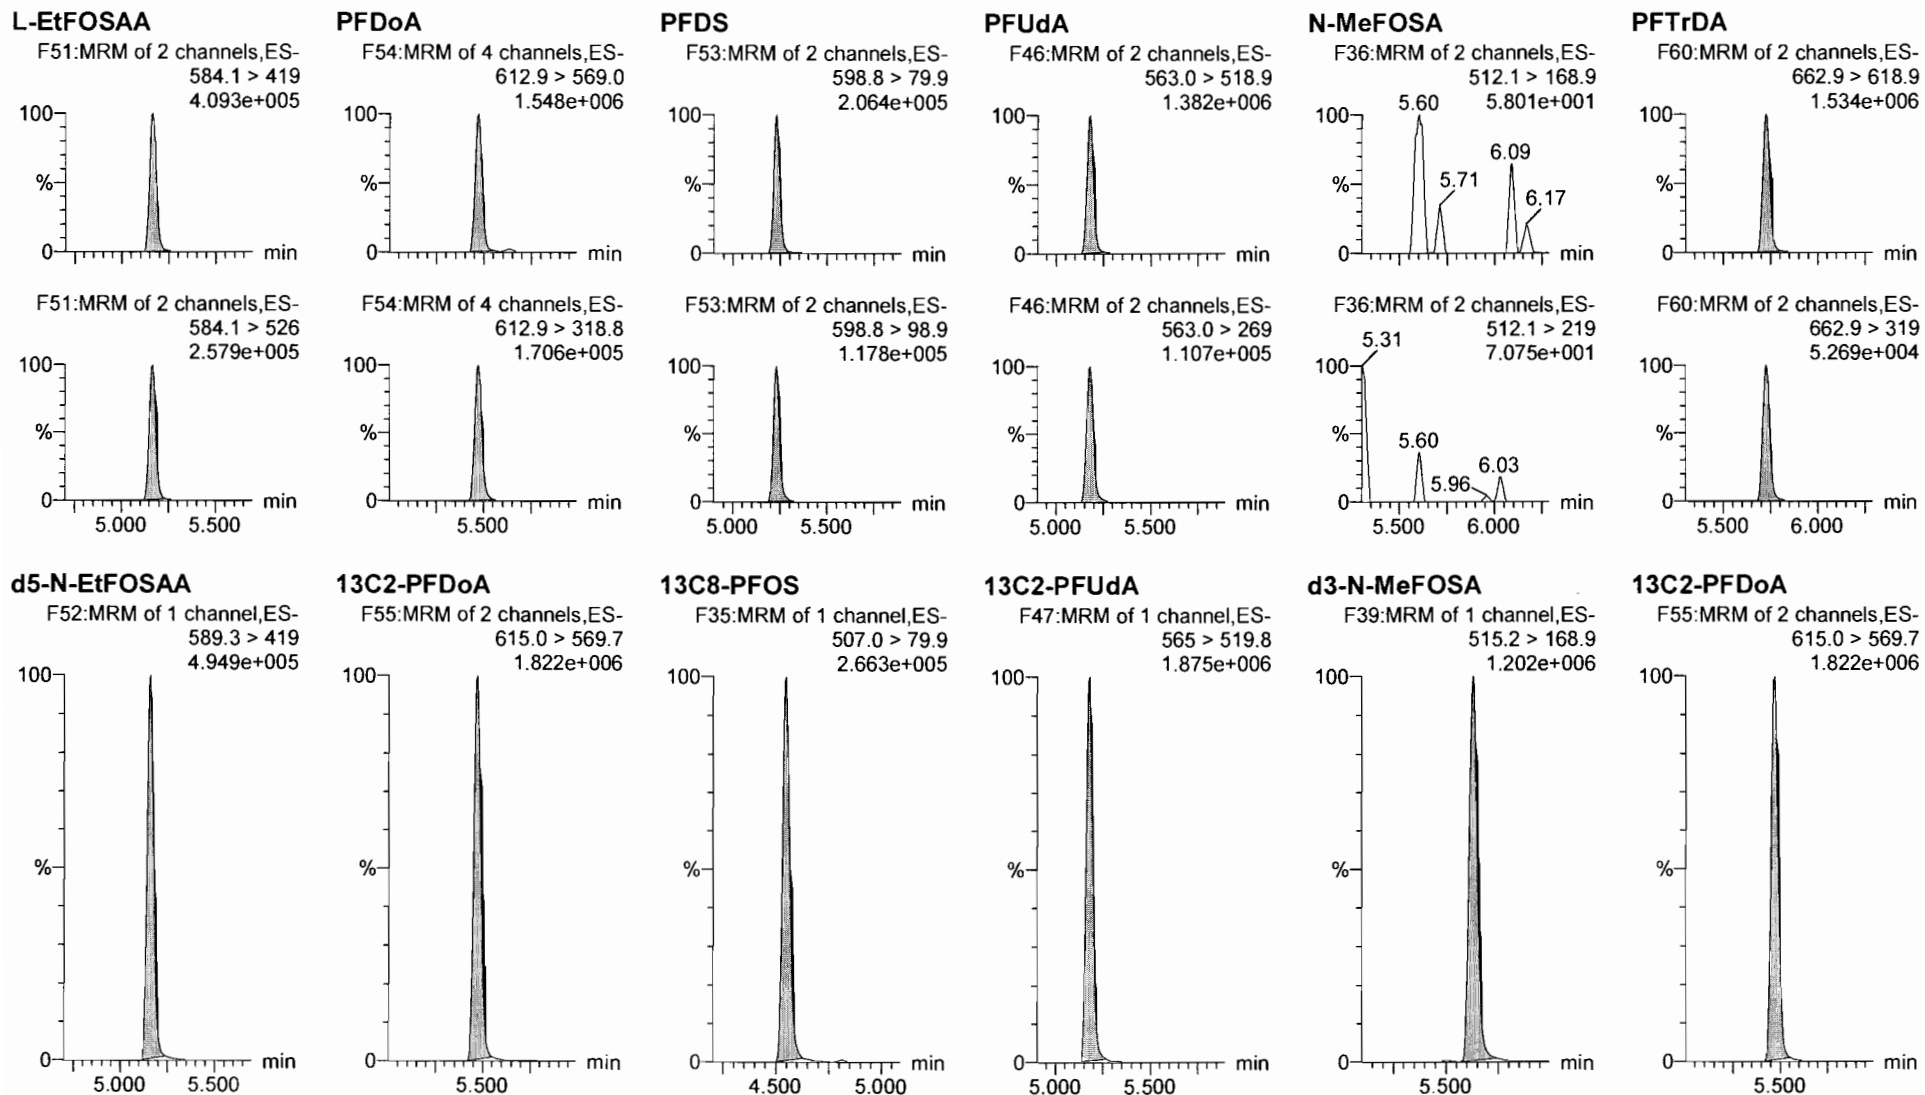 L-EtFOSAA
F51:MRM of 2 channels,ES-
584.1 > 419
4.093e+005
100
%
0
min
F51:MRM of 2 channels,ES-
584.1 > 526
2.579e+005
100
%
0
min
5.000 5.500
PFDoA
F54:MRM of 4 channels,ES-
612.9 > 569.0
1.548e+006
100
%
0
min
F54:MRM of 4 channels,ES-
612.9 > 318.8
1.706e+005
100
%
0
min
5.500
PFDS
F53:MRM of 2 channels,ES-
598.8 > 79.9
2.064e+005
100
%
0
min
F53:MRM of 2 channels,ES-
598.8 > 98.9
1.178e+005
100
%
0
min
5.000 5.500
PFUdA
F46:MRM of 2 channels,ES-
563.0 > 518.9
1.382e+006
100
%
0
min
F46:MRM of 2 channels,ES-
563.0 > 269
1.107e+005
100
%
0
min
5.000 5.500
N-MeFOSA
F36:MRM of 2 channels,ES-
512.1 > 168.9
5.801e+001
5.60
100
6.09
5.71
%
6.17
0
min
F36:MRM of 2 channels,ES-
512.1 > 219
7.075e+001
5.31
100
%
5.60
6.03
5.96
0
min
5.500 6.000
PFTrDA
F60:MRM of 2 channels,ES-
662.9 > 618.9
1.534e+006
100
%
0
min
F60:MRM of 2 channels,ES-
662.9 > 319
5.269e+004
100
%
0
min
5.500 6.000
d5-N-EtFOSAA
F52:MRM of 1 channel,ES-
589.3 > 419
4.949e+005
100
%
0
min
5.000 5.500
13C2-PFDoA
F55:MRM of 2 channels,ES-
615.0 > 569.7
1.822e+006
100
%
0
min
5.500
13C8-PFOS
F35:MRM of 1 channel,ES-
507.0 > 79.9
2.663e+005
100
%
0
min
4.500 5.000
13C2-PFUdA
F47:MRM of 1 channel,ES-
565 > 519.8
1.875e+006
100
%
0
min
5.000 5.500
d3-N-MeFOSA
F39:MRM of 1 channel,ES-
515.2 > 168.9
1.202e+006
100
%
0
min
5.500
13C2-PFDoA
F55:MRM of 2 channels,ES-
615.0 > 569.7
1.822e+006
100
%
0
min
5.500